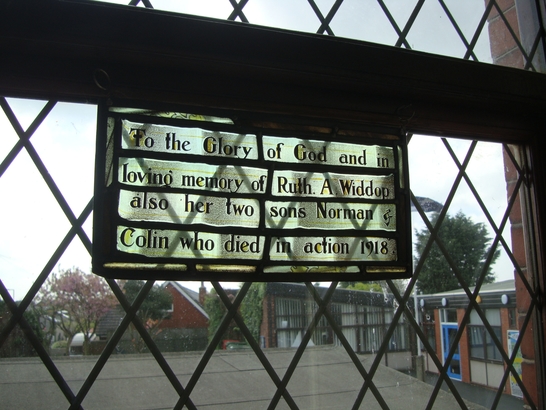 To the Glory of God and in
loving memory of Ruth. A Widdop
also her two sons Norman &
Colin who died in action 1918.